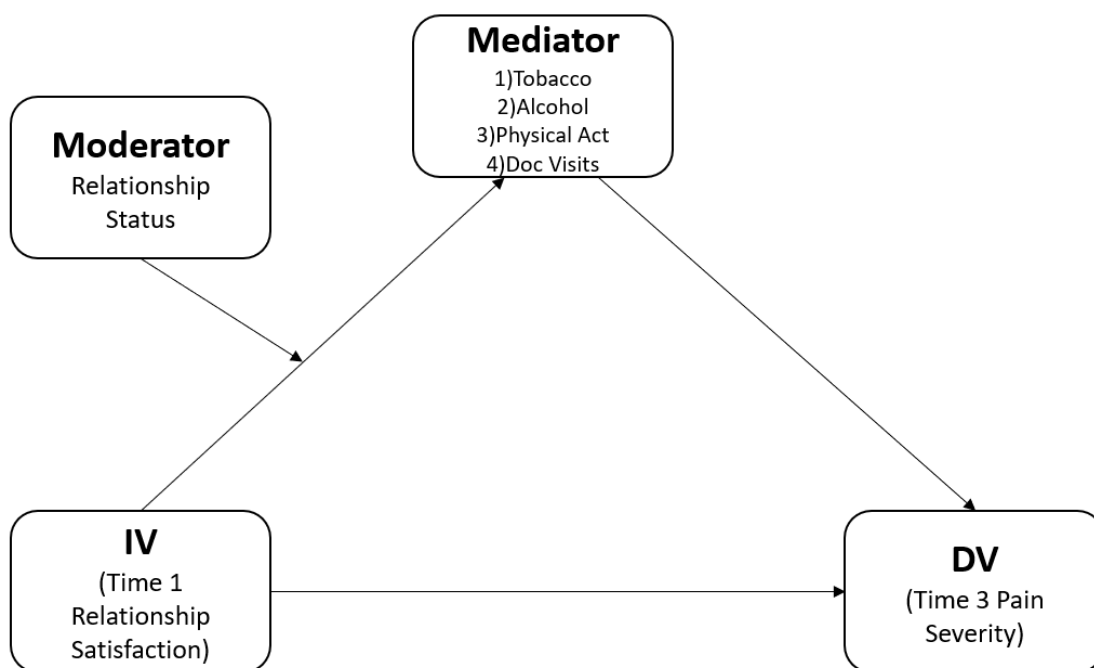 Mediator
1)Tobacco
2)Alcohol
3)Physical Act
4)Doc Visits
Moderator
Relationship
Status
IV
(Time 1
Relationship
Satisfaction)
DV
(Time 3 Pain
Severity)